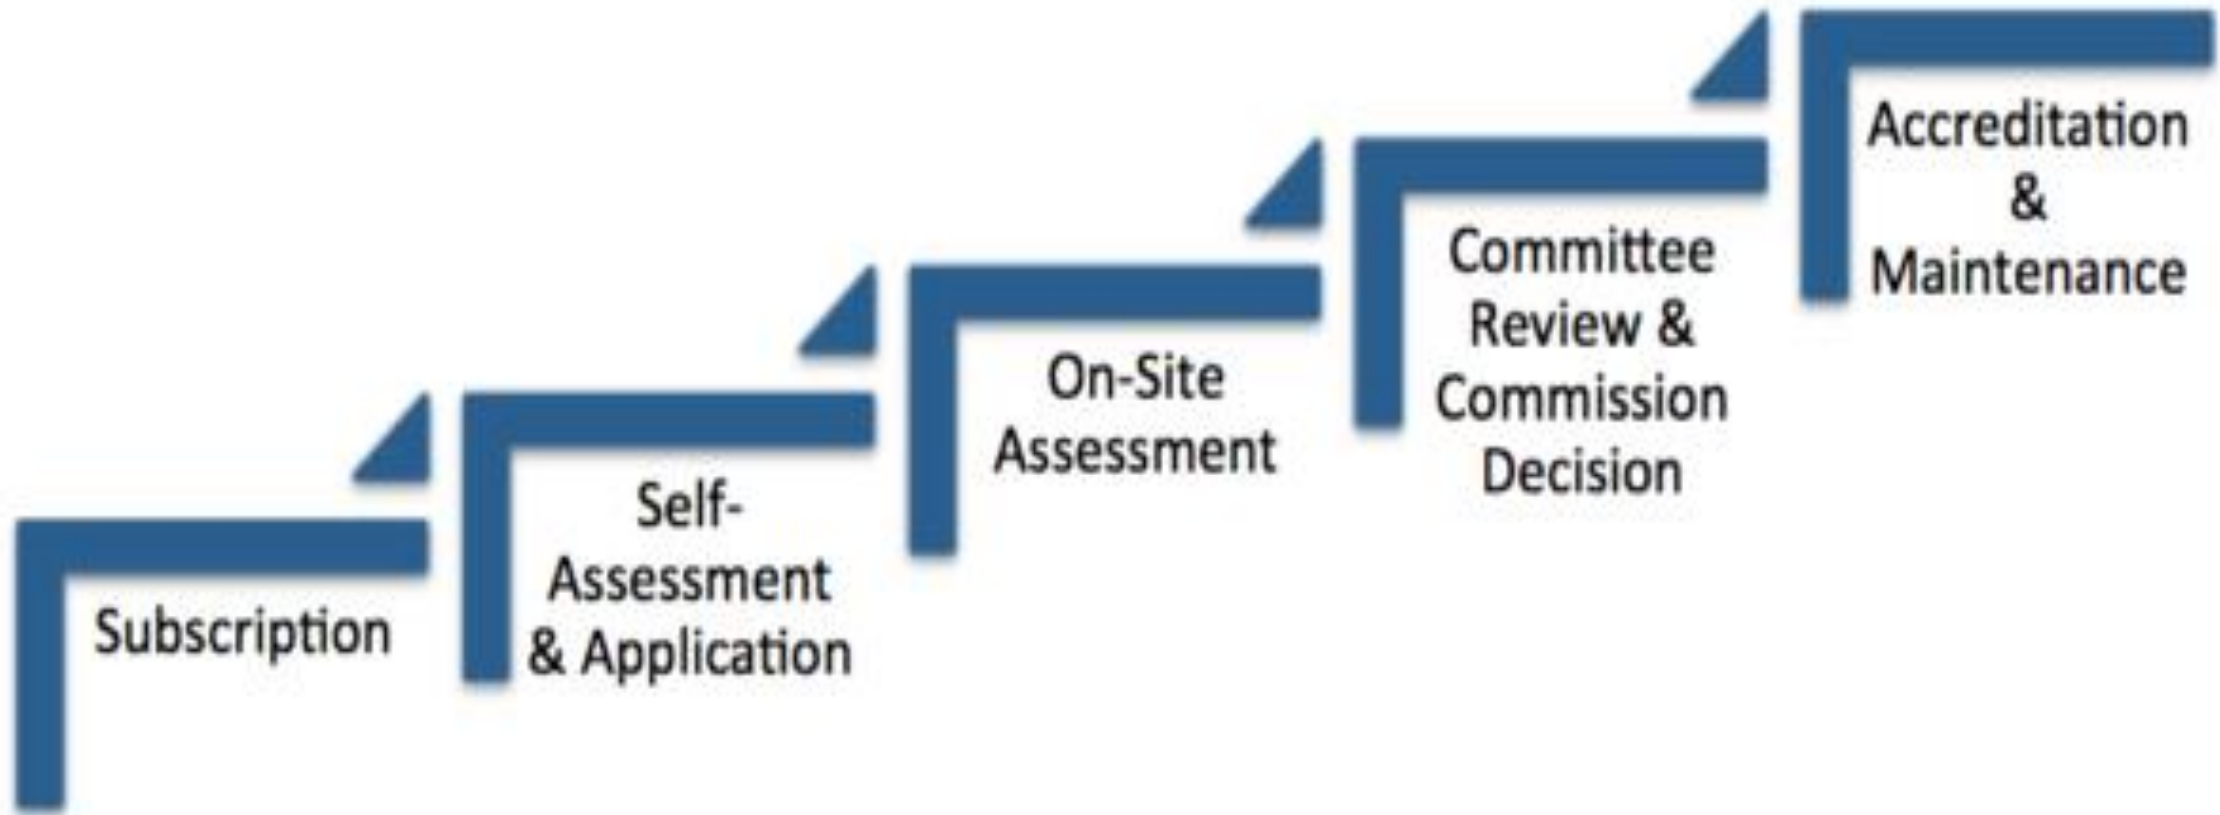 Subscription
Self-
Assessment
& Application
On-Site
Assessment
Committee
Review &
Commission
Decision
Accreditation
&
Maintenance